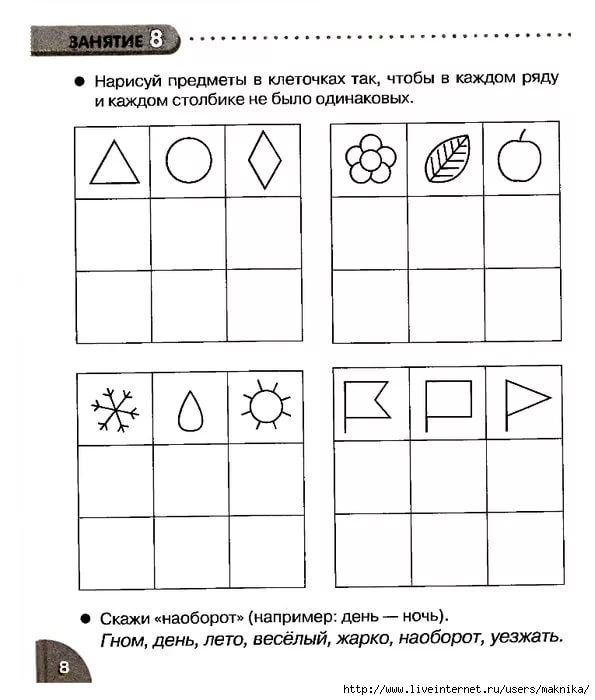 ЗАНЯТИЕ 8
● Нарисуй предметы в клеточках так, чтобы в каждом ряду
и каждом столбике не было одинаковых.
● Скажи «наоборот» (например: день — ночь).
Гном, день, лето, весёлый, жарко, наоборот, уезжать.
8
http://www.liveinternet.ru/users/maknika/